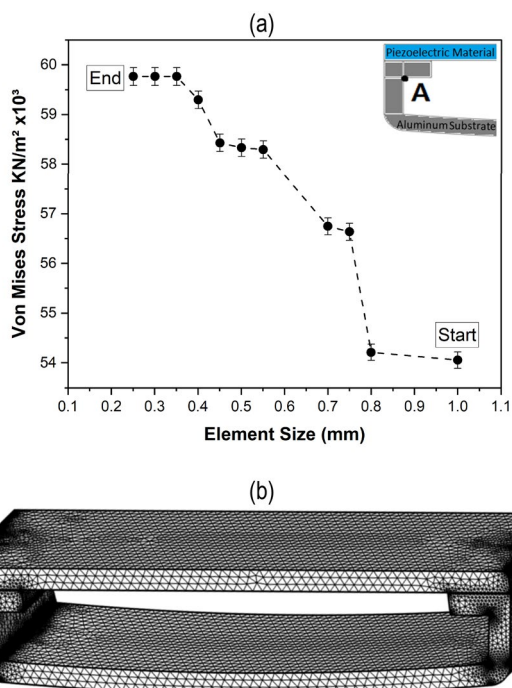 (a)
Von Mises Stress KN/m² x10³
60
59
58
57
56
55
54
End
Start
Piezoelectric Material
A
Aluminum Substrate
0.1 0.2 0.3 0.4 0.5 0.6 0.7 0.8 0.9 1.0 1.1
Element Size (mm)
(b)